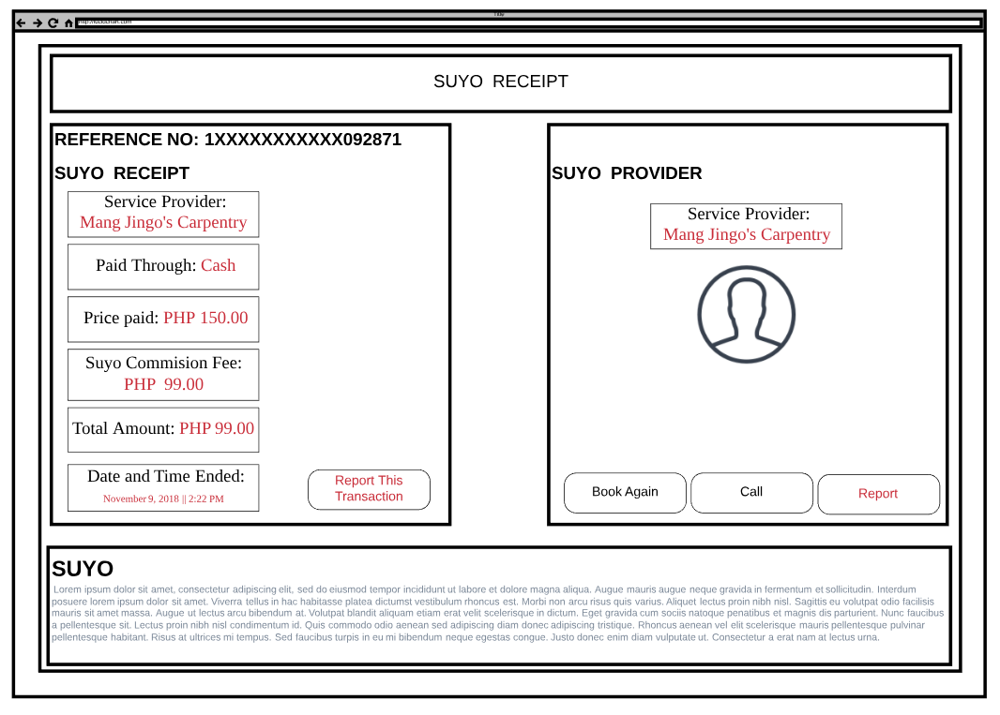 Title
SUYO RECEIPT
REFERENCE NO: 1XXXXXXXXXXX092871
SUYO RECEIPT
Service Provider:
Mang Jingo's Carpentry
Paid Through: Cash
Price paid: PHP 150.00
Suyo Commision Fee:
PHP 99.00
Total Amount: PHP 99.00
Date and Time Ended:
November 9, 2018 || 2:22 PM
Report This
Transaction
SUYO PROVIDER
Service Provider:
Mang Jingo's Carpentry
Book Again
Call
Report
SUYO
Lorem ipsum dolor sit amet, consectetur adipiscing elit, sed do eiusmod tempor incididunt ut labore et dolore magna aliqua. Augue mauris augue neque gravida in fermentum et sollicitudin. Interdum
posuere lorem ipsum dolor sit amet. Viverra tellus in hac habitasse platea dictumst vestibulum rhoncus est. Morbi non arcu risus quis varius. Aliquet lectus proin nibh nisl. Sagittis eu volutpat odio facilisis
mauris sit amet massa. Augue ut lectus arcu bibendum at. Volutpat blandit aliquam etiam erat velit scelerisque in dictum. Eget gravida cum sociis natoque penatibus et magnis dis parturient. Nunc faucibus
a pellentesque sit. Lectus proin nibh nisl condimentum id. Quis commodo odio aenean sed adipiscing diam donec adipiscing tristique. Rhoncus aenean vel elit scelerisque mauris pellentesque pulvinar
pellentesque habitant. Risus at ultrices mi tempus. Sed faucibus turpis in eu mi bibendum neque egestas congue. Justo donec enim diam vulputate ut. Consectetur a erat nam at lectus urna.